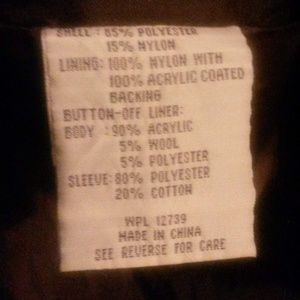 SHELL: 85% POLYESTER
15% NYLON
LINING: 100% NYLON WITH
100% ACRYLIC COATED
BACKING
BUTTON-OFF LINER:
BODY : 90% ACRYLIC
5% WOOL
5% POLYESTER
SLEEVE: 80% POLYESTER
20% COTTON
WPL 12739
MADE IN CHINA
SEE REVERSE FOR CARE